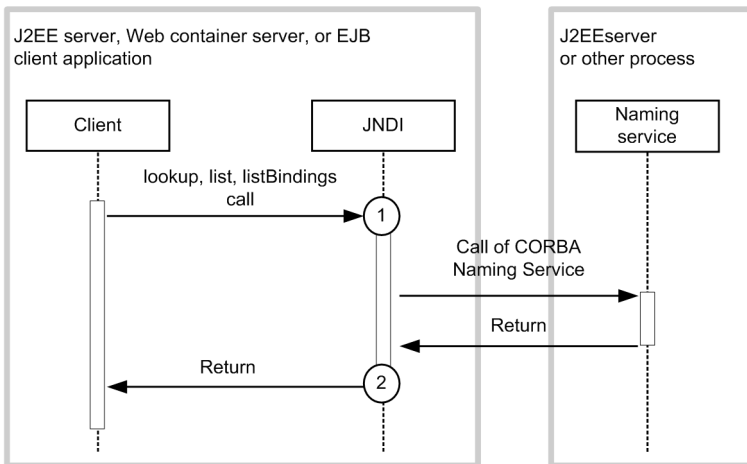 J2EE server, Web container server, or EJB
client application
J2EEserver
or other process
Client
JNDI
Naming
service
lookup, list, listBindings
call
1
Call of CORBA
Naming Service
Return
Return
2